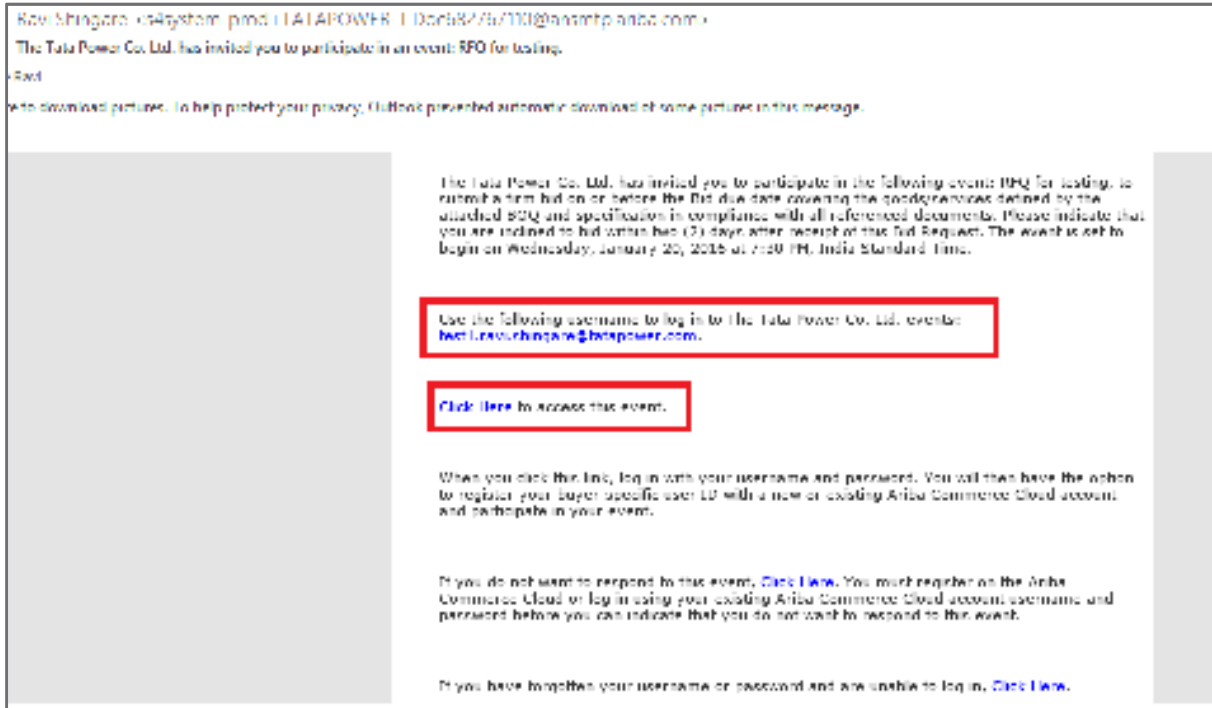 Ravi Shingare <s4system-prod+TATAPOWER-T.Doc682767110@ansmtp.ariba.com>
The Tata Power Co. Ltd. has invited you to participate in an event: RFQ for testing.
Ravi
re to download pictures. To help protect your privacy, Outlook prevented automatic download of some pictures in this message.
The Tata Power Co. Ltd. has invited you to participate in the following event: RFQ for testing, to
submit a firm bid on or before the Bid due date covering the goods/services defined by the
attached BOQ and specification in compliance with all referenced documents. Please indicate that
you are inclined to bid within two (2) days after receipt of this Bid Request. The event is set to
begin on Wednesday, January 20, 2016 at 7:30 PM, India Standard Time.
Use the following username to log in to The Tata Power Co. Ltd. events:
test1.ravi.shingare@tatapower.com.
Click Here to access this event.
When you click this link, log in with your username and password. You will then have the option
to register your buyer specific user ID with a new or existing Ariba Commerce Cloud account
and participate in your event.
If you do not want to respond to this event, Click Here. You must register on the Ariba
Commerce Cloud or log in using your existing Ariba Commerce Cloud account username and
password before you can indicate that you do not want to respond to this event.
If you have forgotten your username or password and are unable to log in, Click Here.